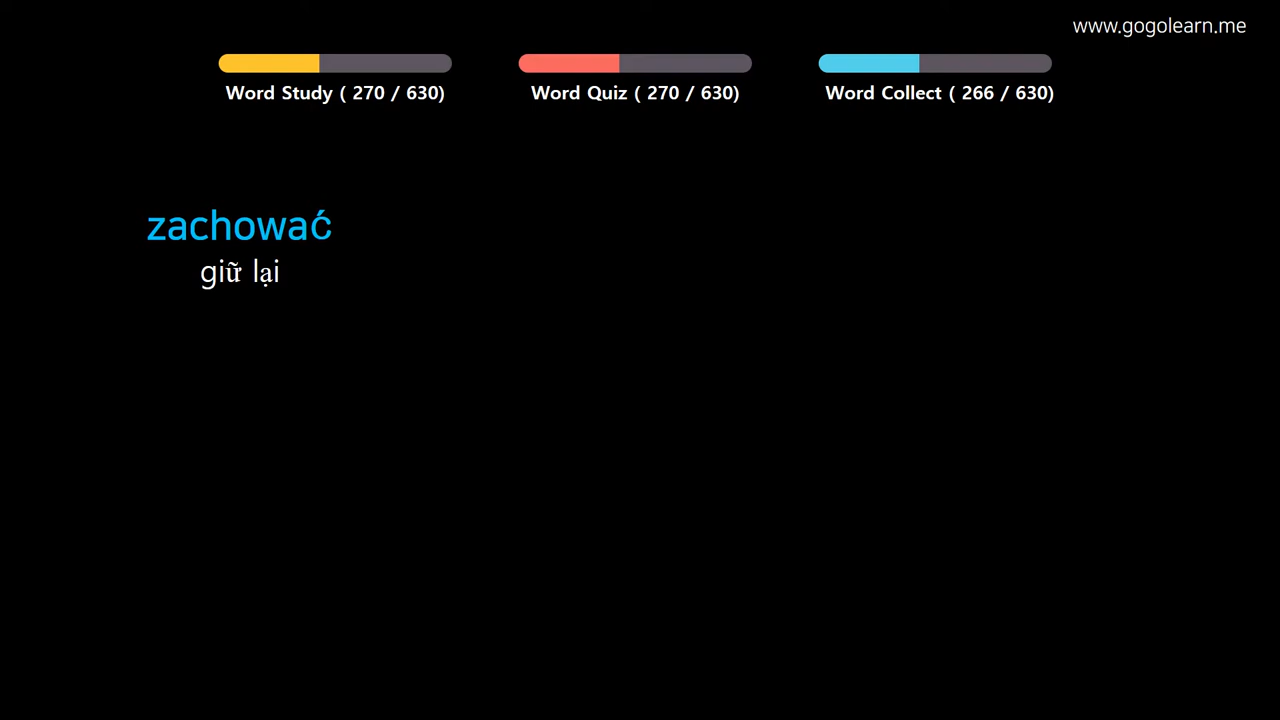 www.gogolearn.me
Word Study ( 270 / 630)
Word Quiz ( 270 / 630)
Word Collect ( 266 / 630)
zachować
giữ lại